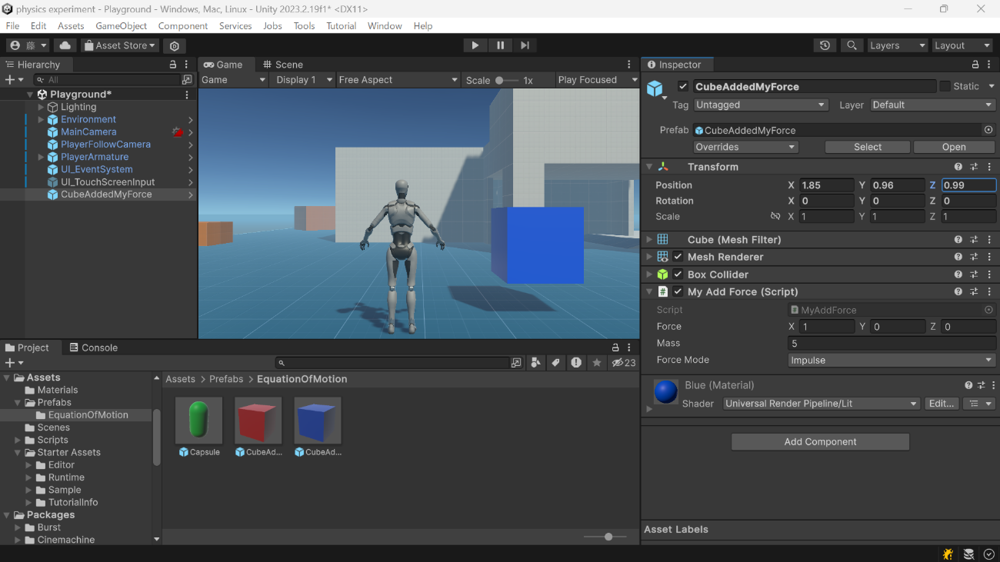 physics experiment - Playground - Windows, Mac, Linux - Unity 2023.2.19f1* <DX11>
File Edit Assets GameObject Component Services Jobs Tools Tutorial Window Help
藤 Asset Store Layers Layout
Hierarchy
All
Playground*
Lighting
Environment
MainCamera
PlayerFollowCamera
PlayerArmature
UI_EventSystem
UI_TouchScreenInput
CubeAddedMyForce
Game Scene
Game Display 1 Free Aspect Scale 1x Play Focused
Inspector
CubeAddedMyForce Static
Tag Untagged Layer Default
Prefab CubeAddedMyForce
Overrides Select Open
Transform
Position X 1.85 Y 0.96 Z 0.99
Rotation X 0 Y 0 Z 0
Scale X 1 Y 1 Z 1
Cube (Mesh Filter)
Mesh Renderer
Box Collider
# My Add Force (Script)
Script MyAddForce
Force X 1 Y 0 Z 0
Mass 5
Force Mode Impulse
Blue (Material)
Shader Universal Render Pipeline/Lit Edit...
Add Component
Asset Labels
Project Console
23
Assets
Materials
Prefabs
EquationOfMotion
Scenes
Scripts
Starter Assets
Editor
Runtime
Sample
TutorialInfo
Packages
Burst
Cinemachine
Assets > Prefabs > EquationOfMotion
Capsule CubeAd... CubeAd...